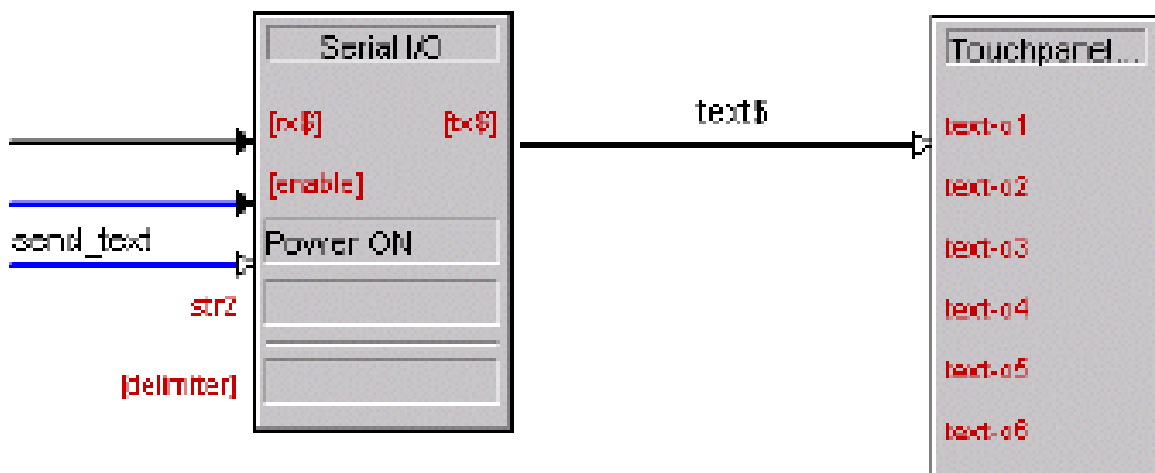 Serial I/O
[rx$] [tx$]
[enable]
send_text
Power ON
str2
[delimiter]
text$
Touchpanel...
text-o1
text-o2
text-o3
text-o4
text-o5
text-o6